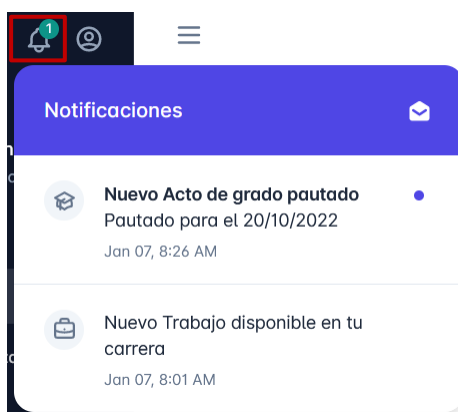 1
Notificaciones
Nuevo Acto de grado pautado
Pautado para el 20/10/2022
Jan 07, 8:26 AM
Nuevo Trabajo disponible en tu
carrera
Jan 07, 8:01 AM